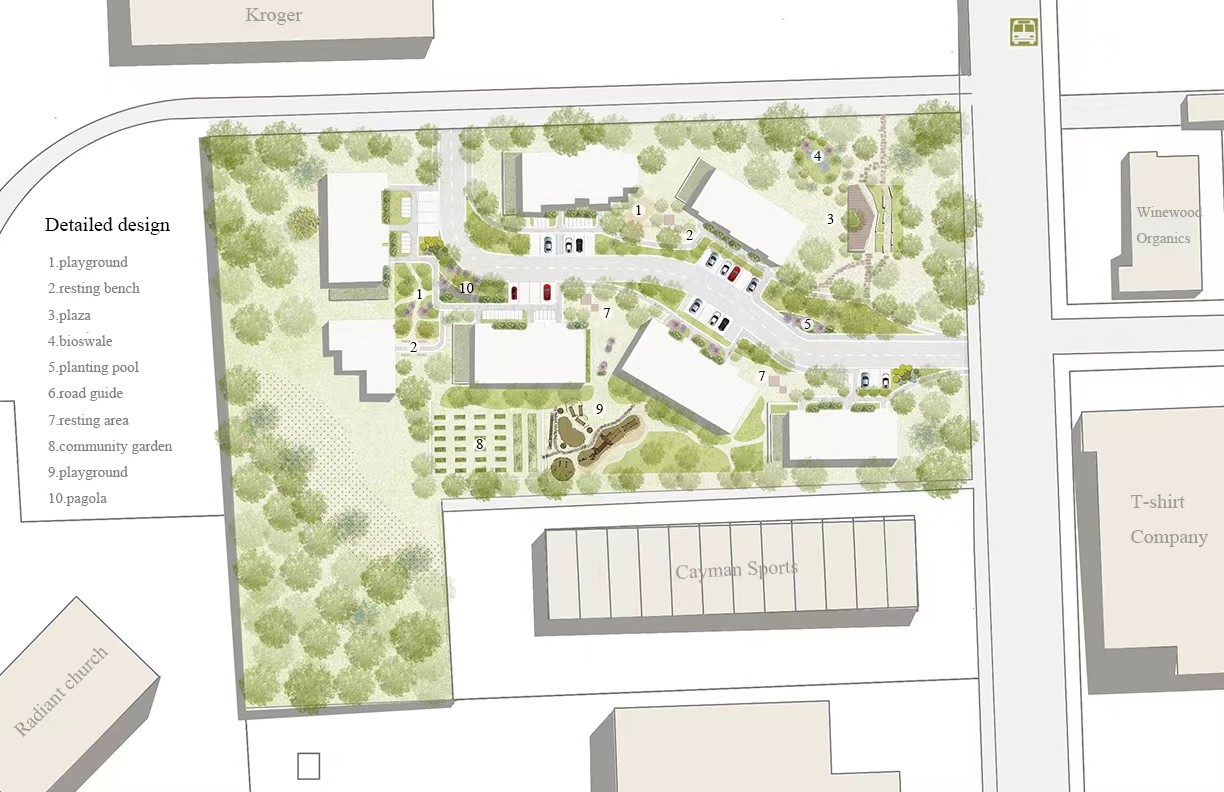 Kroger
Detailed design
1.playground
2.resting bench
3.plaza
4.bioswale
5.planting pool
6.road guide
7.resting area
8.community garden
9.playground
10.pagola
4
1
3
2
1
10
7
5
2
7
9
8
Winewood
Organics
T-shirt
Company
Cayman Sports
Radiant church